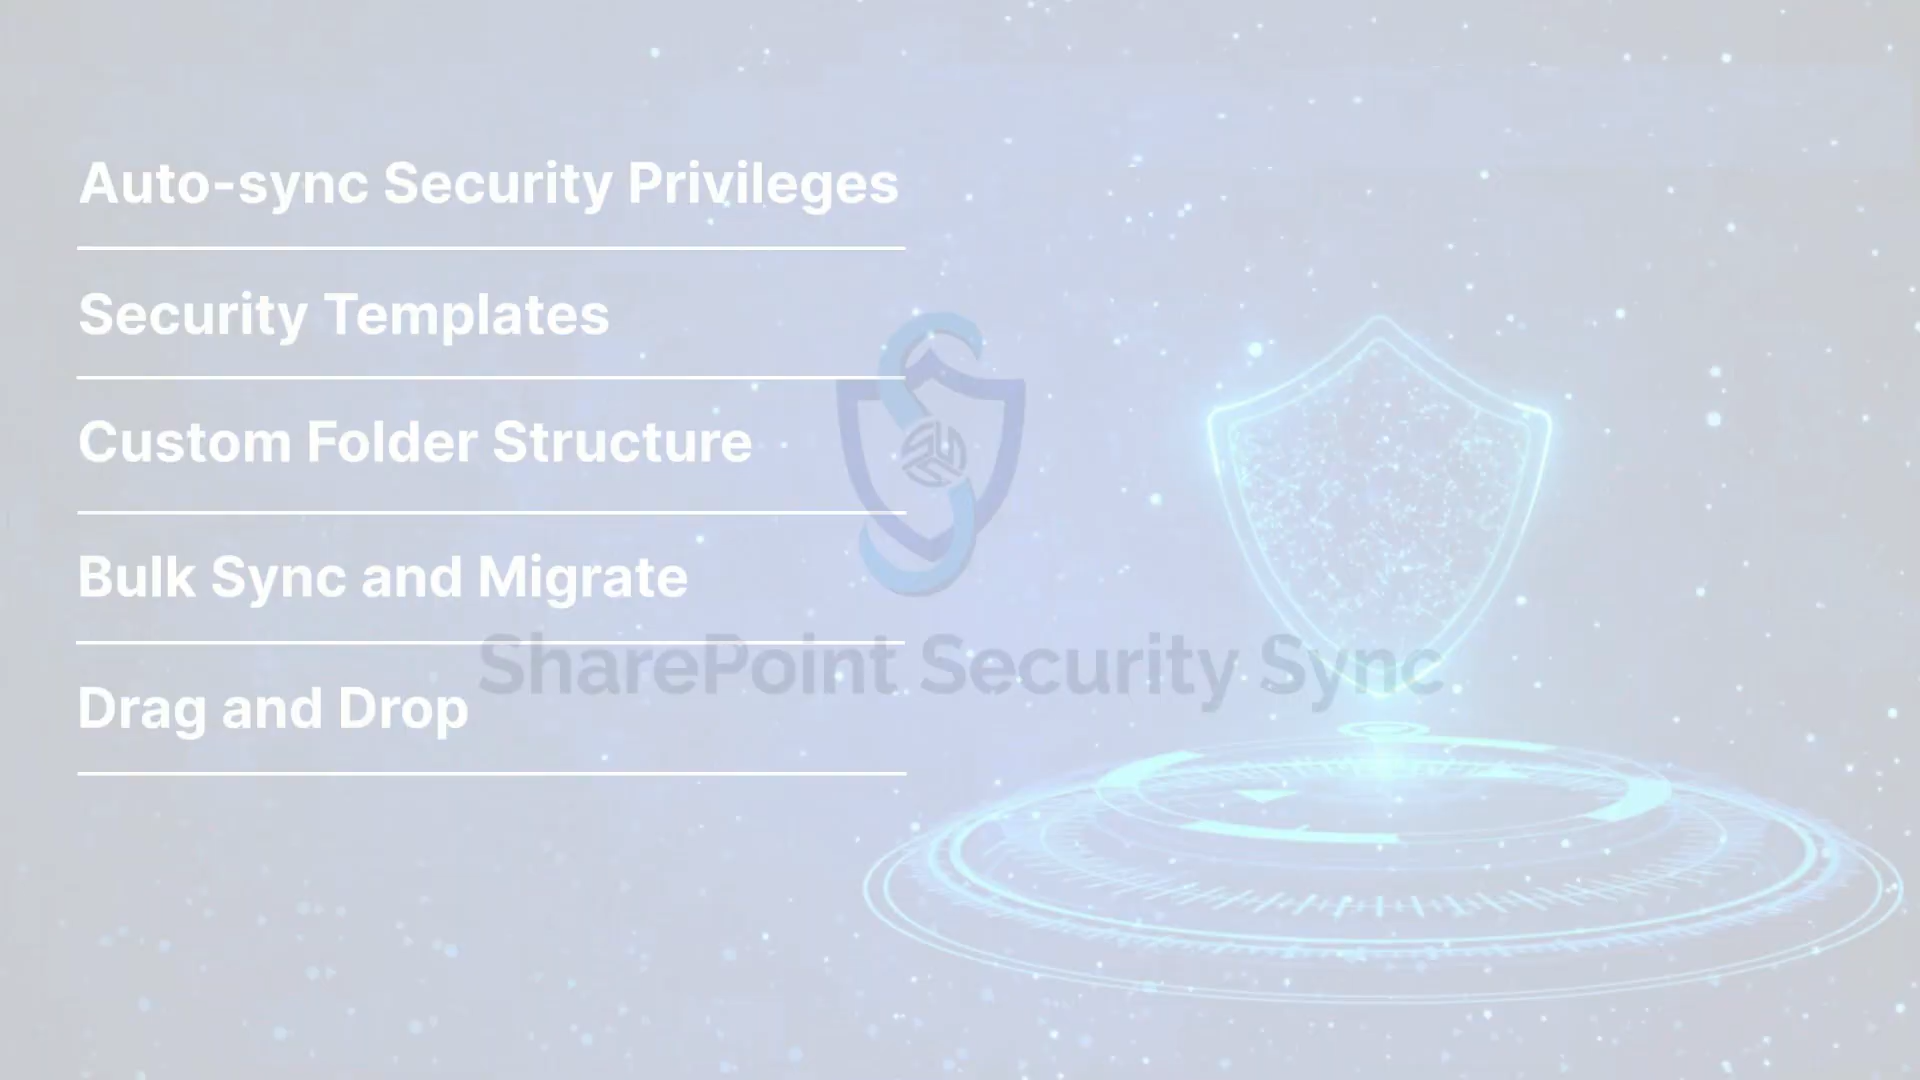 Auto-sync Security Privileges
Security Templates
Custom Folder Structure
Bulk Sync and Migrate
Drag and Drop
SharePoint Security Sync